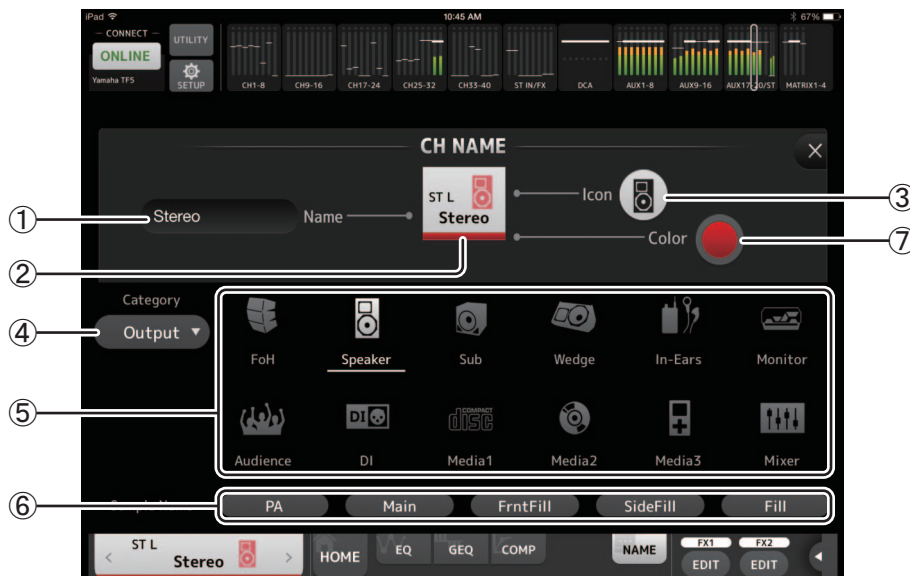 iPad 10:45 AM 67%
CONNECT
ONLINE
Yamaha TF5
UTILITY
SETUP
CH1-8 CH9-16 CH17-24 CH25-32 CH33-40 ST IN/FX DCA AUX1-8 AUX9-16 AUX17-20/ST MATRIX1-4
CH NAME
① Stereo Name
ST L
Stereo
Icon ③
Color ⑦
②
Category
④ Output
FoH Speaker Sub Wedge In-Ears Monitor
⑤
DI COMPACT disc
Audience DI Media1 Media2 Media3 Mixer
⑥ PA Main FrntFill SideFill Fill
ST L
Stereo
HOME EQ GEQ COMP NAME FX1 EDIT FX2 EDIT